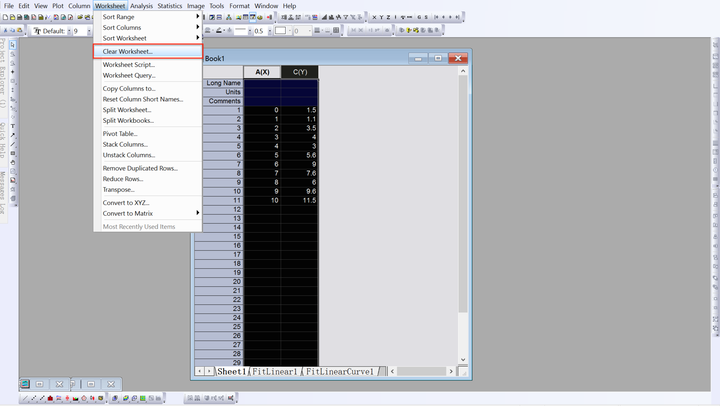 File Edit View Plot Column Worksheet Analysis Statistics Image Tools Format Window Help
Default: 9
0.5
0
Sort Range
Sort Columns
Sort Worksheet
Clear Worksheet...
Worksheet Script...
Worksheet Query...
Copy Columns to...
Reset Column Short Names...
Split Worksheet...
Split Workbooks...
Pivot Table...
Stack Columns...
Unstack Columns...
Remove Duplicated Rows...
Reduce Rows...
Transpose...
Convert to XYZ...
Convert to Matrix
Most Recently Used Items
Project Explorer (1)
Quick Help
Messages Log
Book1
A(X) C(Y)
Long Name
Units
Comments
1 0 1.5
2 1 1.1
3 2 3.5
4 3 4
5 4 3
6 5 5.6
7 6 9
8 7 7.6
9 8 6
10 9 9.6
11 10 11.5
12
13
14
15
16
17
18
19
20
21
22
23
24
25
26
27
28
29
Sheet1 FitLinear1 FitLinearCurve1